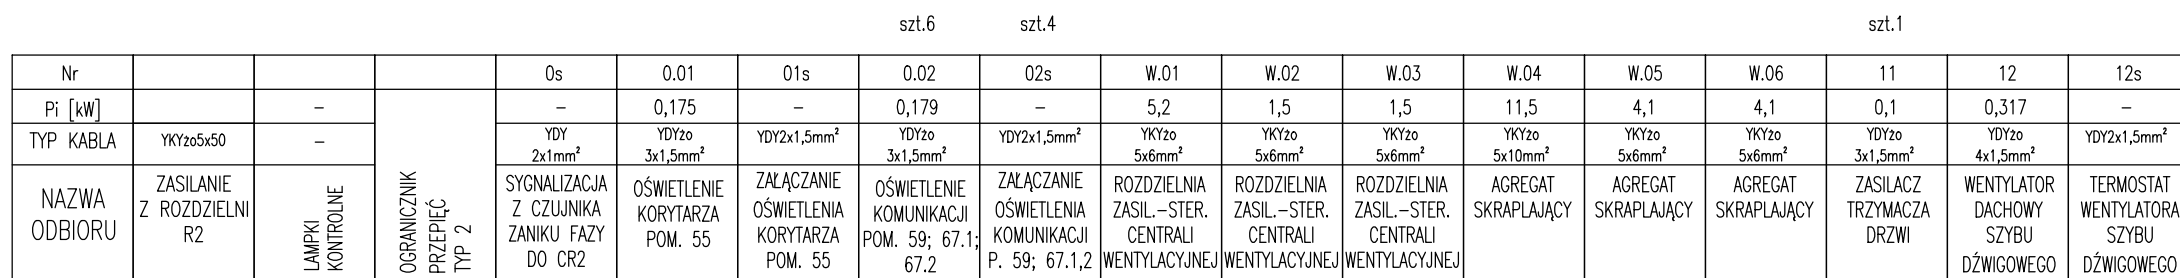 szt.6 szt.4 szt.1
Nr 0s 0.01 01s 0.02 02s W.01 W.02 W.03 W.04 W.05 W.06 11 12 12s
Pi [kW] – – 0,175 – 0,179 – 5,2 1,5 1,5 11,5 4,1 4,1 0,1 0,317 –
TYP KABLA YKYżo5x50 – YDY YDYżo YDY2x1,5mm² YDYżo YDY2x1,5mm² YKYżo YKYżo YKYżo YKYżo YKYżo YKYżo YDYżo YDYżo YDY2x1,5mm²
2x1mm² 3x1,5mm² 3x1,5mm² 5x6mm² 5x6mm² 5x6mm² 5x10mm² 5x6mm² 5x6mm² 3x1,5mm² 4x1,5mm²
NAZWA
ODBIORU
ZASILANIE
Z ROZDZIELNI
R2
LAMPKI
KONTROLNE
OGRANICZNIK
PRZEPIĘĆ
TYP 2
SYGNALIZACJA
Z CZUJNIKA
ZANIKU FAZY
DO CR2
OŚWIETLENIE
KORYTARZA
POM. 55
ZAŁĄCZANIE
OŚWIETLENIA
KORYTARZA
POM. 55
OŚWIETLENIE
KOMUNIKACJI
POM. 59; 67.1;
67.2
ZAŁĄCZANIE
OŚWIETLENIA
KOMUNIKACJI
P. 59; 67.1,2
ROZDZIELNIA
ZASIL.–STER.
CENTRALI
WENTYLACYJNEJ
ROZDZIELNIA
ZASIL.–STER.
CENTRALI
WENTYLACYJNEJ
ROZDZIELNIA
ZASIL.–STER.
CENTRALI
WENTYLACYJNEJ
AGREGAT
SKRAPLAJĄCY
AGREGAT
SKRAPLAJĄCY
AGREGAT
SKRAPLAJĄCY
ZASILACZ
TRZYMACZA
DRZWI
WENTYLATOR
DACHOWY
SZYBU
DŹWIGOWEGO
TERMOSTAT
WENTYLATORA
SZYBU
DŹWIGOWEGO